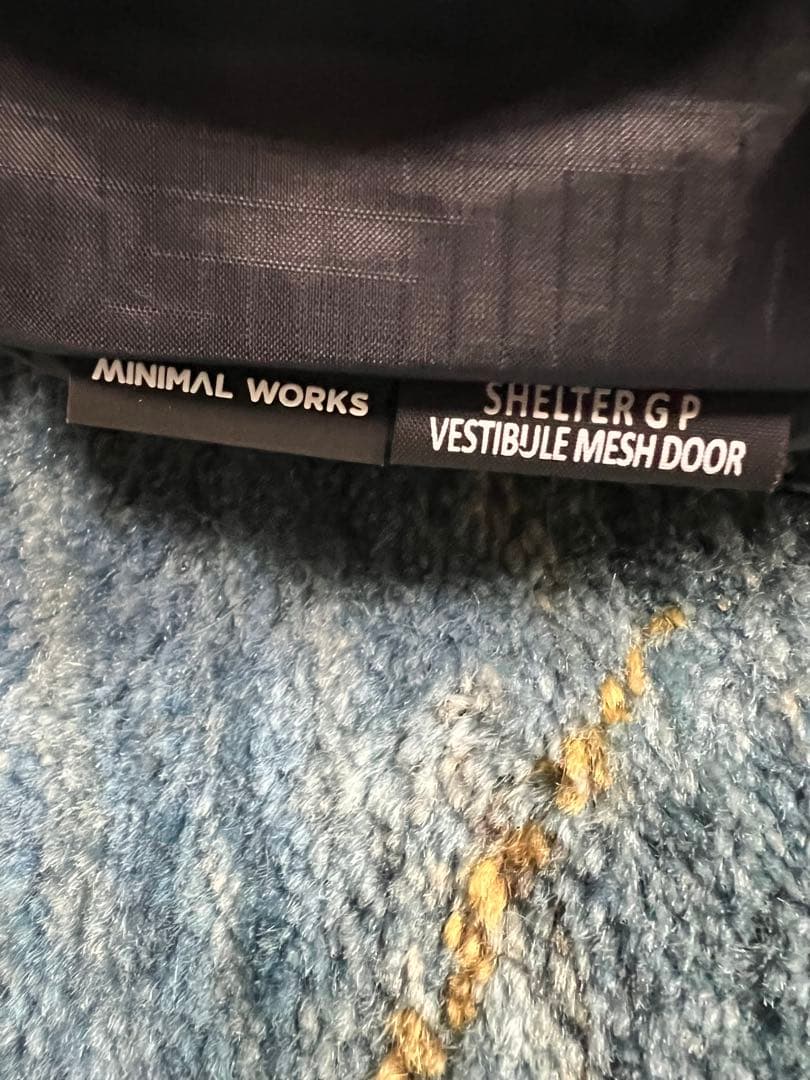 MINIMAL WORKS
SHELTER G P
VESTIBULE MESH DOOR